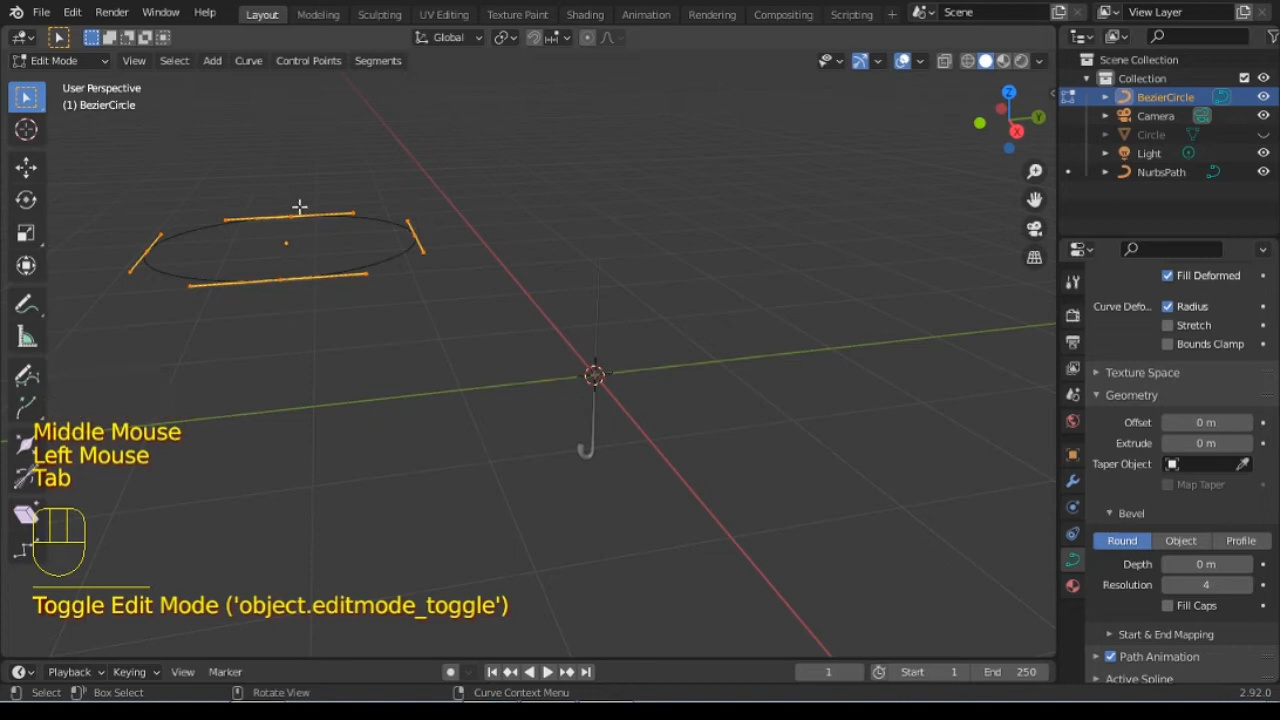 File Edit Render Window Help Layout Modeling Sculpting UV Editing Texture Paint Shading Animation Rendering Compositing Scripting + Scene View Layer
Global
Edit Mode View Select Add Curve Control Points Segments
User Perspective
(1) BezierCircle
Z
Y
X
Scene Collection
Collection
BezierCircle
Camera
Circle
Light
NurbsPath
Fill Deformed
Curve Defo... Radius
Stretch
Bounds Clamp
Texture Space
Geometry
Offset 0 m
Extrude 0 m
Taper Object
Map Taper
Bevel
Round Object Profile
Depth 0 m
Resolution 4
Fill Caps
Start & End Mapping
Path Animation
Active Spline
Middle Mouse
Left Mouse
Tab
Toggle Edit Mode ('object.editmode_toggle')
Playback Keying View Marker 1 Start 1 End 250
Select Box Select Rotate View Curve Context Menu 2.92.0